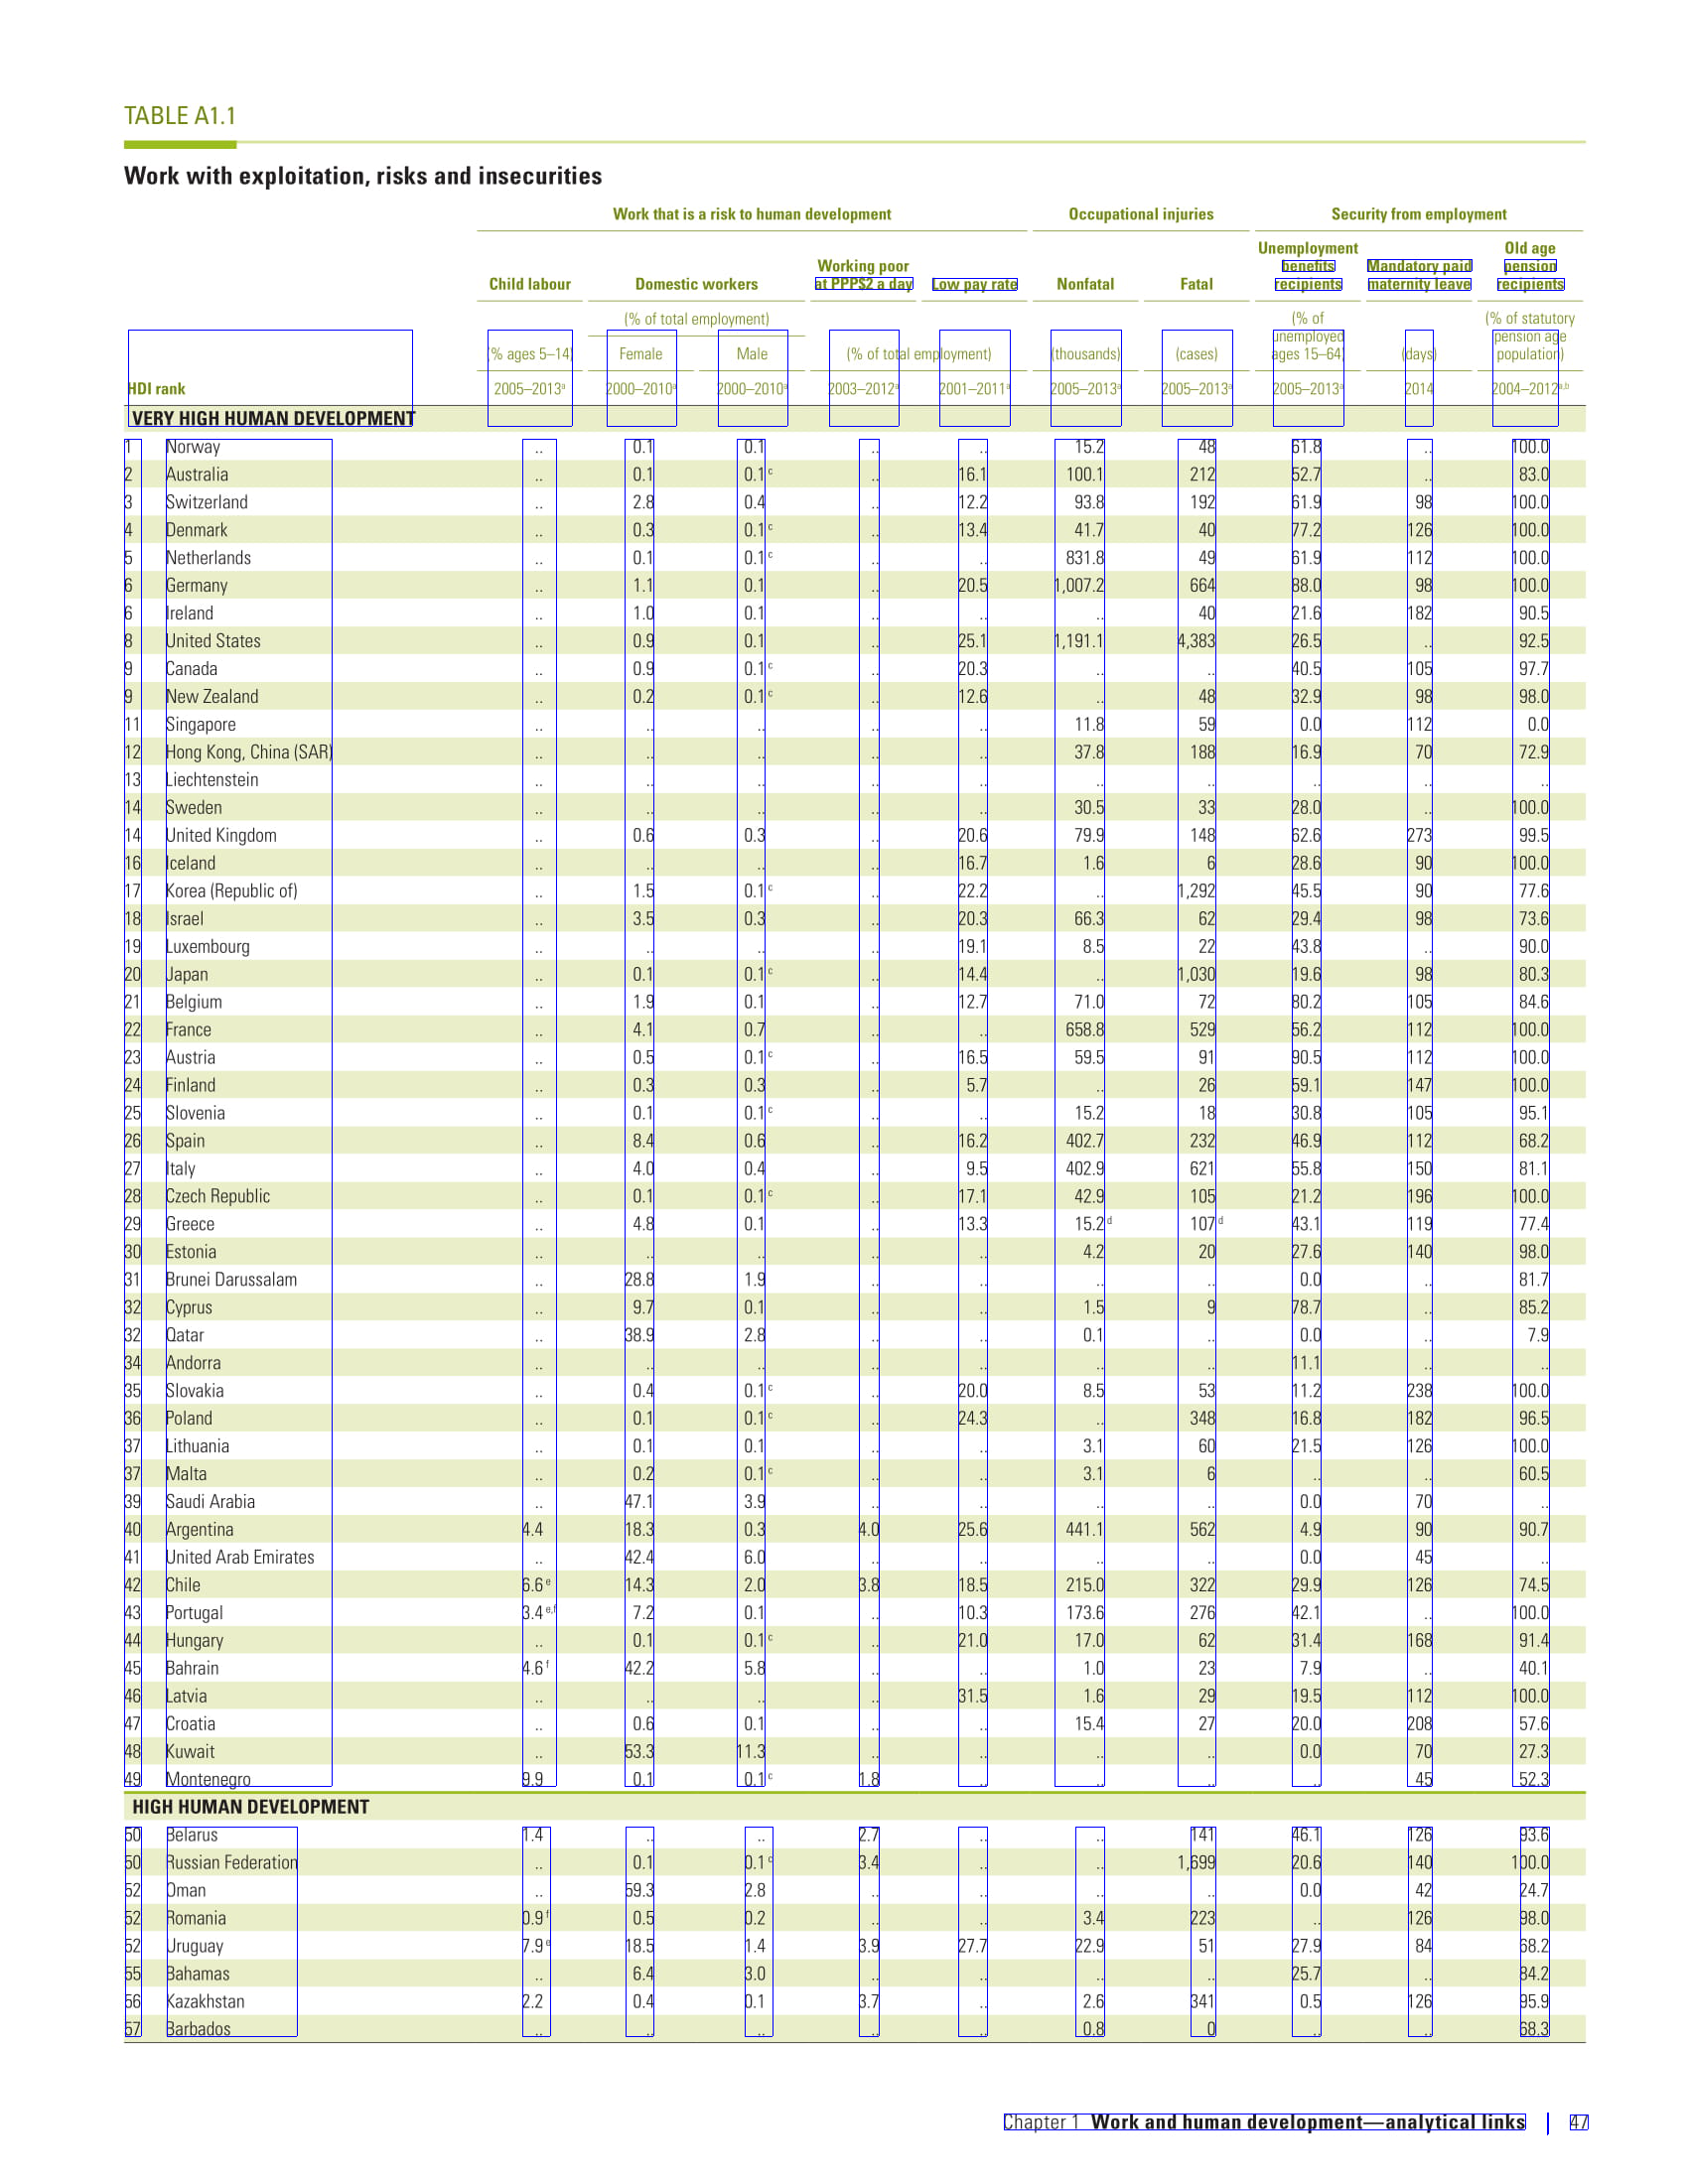 TABLE A1.1
Work with exploitation, risks and insecurities
Work that is a risk to human development Occupational injuries Security from employment
Child labour Domestic workers Working poor at PPP$2 a day Low pay rate Nonfatal Fatal Unemployment benefits recipients Mandatory paid maternity leave Old age pension recipients
(% ages 5–14) (% of total employment) Female Male (% of total employment) (thousands) (cases) (% of unemployed ages 15–64) (days) (% of statutory pension age population)
HDI rank 2005–2013a 2000–2010a 2000–2010a 2003–2012a 2001–2011a 2005–2013a 2005–2013a 2005–2013a 2014 2004–2012a,b
VERY HIGH HUMAN DEVELOPMENT
1 Norway .. 0.1 0.1 .. .. 15.2 48 61.8 .. 100.0
2 Australia .. 0.1 0.1 c .. 16.1 100.1 212 52.7 .. 83.0
3 Switzerland .. 2.8 0.4 .. 12.2 93.8 192 61.9 98 100.0
4 Denmark .. 0.3 0.1 c .. 13.4 41.7 40 77.2 126 100.0
5 Netherlands .. 0.1 0.1 c .. .. 831.8 49 61.9 112 100.0
6 Germany .. 1.1 0.1 .. 20.5 1,007.2 664 88.0 98 100.0
6 Ireland .. 1.0 0.1 .. .. .. 40 21.6 182 90.5
8 United States .. 0.9 0.1 .. 25.1 1,191.1 4,383 26.5 .. 92.5
9 Canada .. 0.9 0.1 c .. 20.3 .. .. 40.5 105 97.7
9 New Zealand .. 0.2 0.1 c .. 12.6 .. 48 32.9 98 98.0
11 Singapore .. .. .. .. .. 11.8 59 0.0 112 0.0
12 Hong Kong, China (SAR) .. .. .. .. .. 37.8 188 16.9 70 72.9
13 Liechtenstein .. .. .. .. .. .. .. .. .. ..
14 Sweden .. .. .. .. .. 30.5 33 28.0 .. 100.0
14 United Kingdom .. 0.6 0.3 .. 20.6 79.9 148 62.6 273 99.5
16 Iceland .. .. .. .. 16.7 1.6 6 28.6 90 100.0
17 Korea (Republic of) .. 1.5 0.1 c .. 22.2 .. 1,292 45.5 90 77.6
18 Israel .. 3.5 0.3 .. 20.3 66.3 62 29.4 98 73.6
19 Luxembourg .. .. .. .. 19.1 8.5 22 43.8 .. 90.0
20 Japan .. 0.1 0.1 c .. 14.4 .. 1,030 19.6 98 80.3
21 Belgium .. 1.9 0.1 .. 12.7 71.0 72 80.2 105 84.6
22 France .. 4.1 0.7 .. .. 658.8 529 56.2 112 100.0
23 Austria .. 0.5 0.1 c .. 16.5 59.5 91 90.5 112 100.0
24 Finland .. 0.3 0.3 .. 5.7 .. 26 59.1 147 100.0
25 Slovenia .. 0.1 0.1 c .. .. 15.2 18 30.8 105 95.1
26 Spain .. 8.4 0.6 .. 16.2 402.7 232 46.9 112 68.2
27 Italy .. 4.0 0.4 .. 9.5 402.9 621 55.8 150 81.1
28 Czech Republic .. 0.1 0.1 c .. 17.1 42.9 105 21.2 196 100.0
29 Greece .. 4.8 0.1 .. 13.3 15.2 d 107 d 43.1 119 77.4
30 Estonia .. .. .. .. .. 4.2 20 27.6 140 98.0
31 Brunei Darussalam .. 28.8 1.9 .. .. .. .. 0.0 .. 81.7
32 Cyprus .. 9.7 0.1 .. .. 1.5 9 78.7 .. 85.2
32 Qatar .. 38.9 2.8 .. .. 0.1 .. 0.0 .. 7.9
34 Andorra .. .. .. .. .. .. .. 11.1 .. ..
35 Slovakia .. 0.4 0.1 c .. 20.0 8.5 53 11.2 238 100.0
36 Poland .. 0.1 0.1 c .. 24.3 .. 348 16.8 182 96.5
37 Lithuania .. 0.1 0.1 .. .. 3.1 60 21.5 126 100.0
37 Malta .. 0.2 0.1 c .. .. 3.1 6 .. .. 60.5
39 Saudi Arabia .. 47.1 3.9 .. .. .. .. 0.0 70 ..
40 Argentina 4.4 18.3 0.3 4.0 25.6 441.1 562 4.9 90 90.7
41 United Arab Emirates .. 42.4 6.0 .. .. .. .. 0.0 45 ..
42 Chile 6.6 e 14.3 2.0 3.8 18.5 215.0 322 29.9 126 74.5
43 Portugal 3.4 e,f 7.2 0.1 .. 10.3 173.6 276 42.1 .. 100.0
44 Hungary .. 0.1 0.1 c .. 21.0 17.0 62 31.4 168 91.4
45 Bahrain 4.6 f 42.2 5.8 .. .. 1.0 23 7.9 .. 40.1
46 Latvia .. .. .. .. 31.5 1.6 29 19.5 112 100.0
47 Croatia .. 0.6 0.1 .. .. 15.4 27 20.0 208 57.6
48 Kuwait .. 53.3 11.3 .. .. .. .. 0.0 70 27.3
49 Montenegro 9.9 0.1 0.1 c 1.8 .. .. .. .. 45 52.3
HIGH HUMAN DEVELOPMENT
50 Belarus 1.4 .. .. 2.7 .. .. 141 46.1 126 93.6
50 Russian Federation .. 0.1 0.1 c 3.4 .. .. 1,699 20.6 140 100.0
52 Oman .. 59.3 2.8 .. .. .. .. 0.0 42 24.7
52 Romania 0.9 f 0.5 0.2 .. .. 3.4 223 .. 126 98.0
52 Uruguay 7.9 e 18.5 1.4 3.9 27.7 22.9 51 27.9 84 68.2
55 Bahamas .. 6.4 3.0 .. .. .. .. 25.7 .. 84.2
56 Kazakhstan 2.2 0.4 0.1 3.7 .. 2.6 341 0.5 126 95.9
57 Barbados .. .. .. .. .. 0.8 0 .. .. 68.3
Chapter 1 Work and human development—analytical links | 47